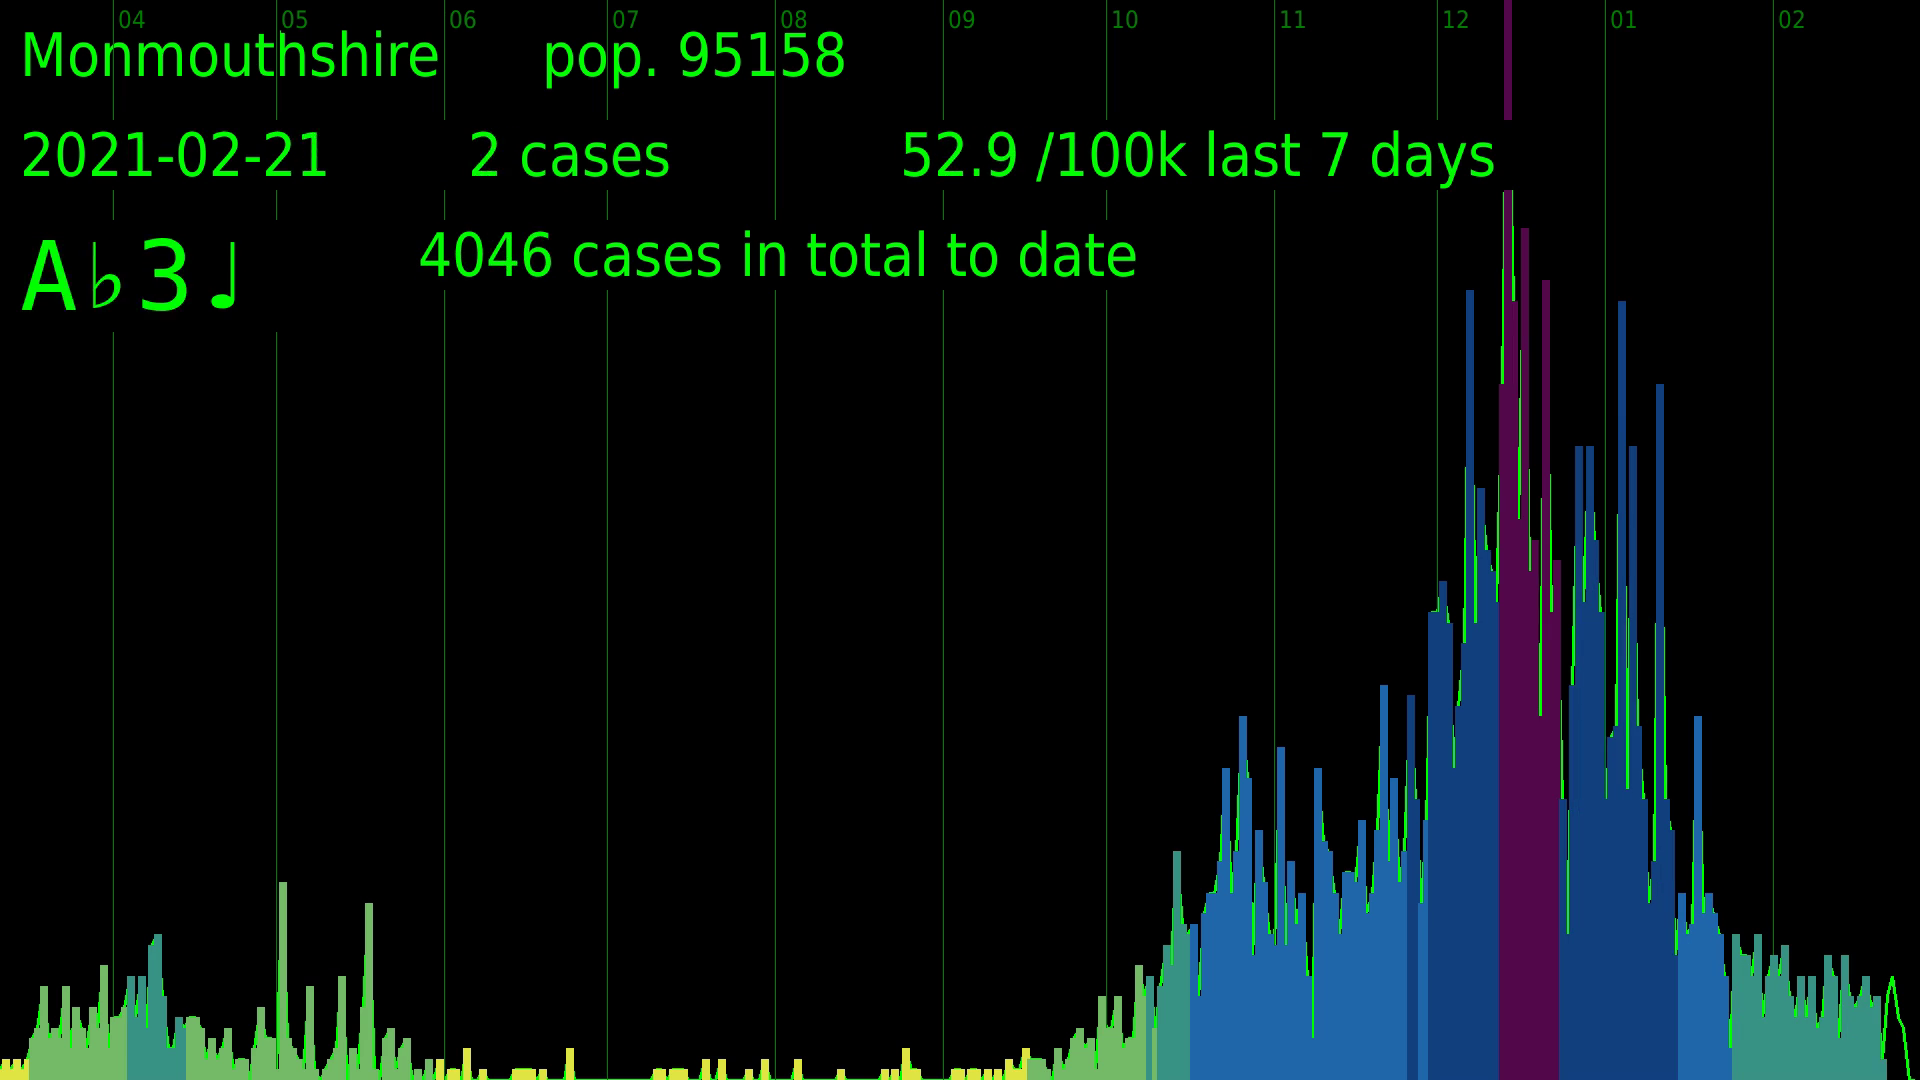 04 05 06 07 08 09 10 11 12 01 02
Monmouthshire pop. 95158
2021-02-21 2 cases 52.9 /100k last 7 days
A♭3♩ 4046 cases in total to date